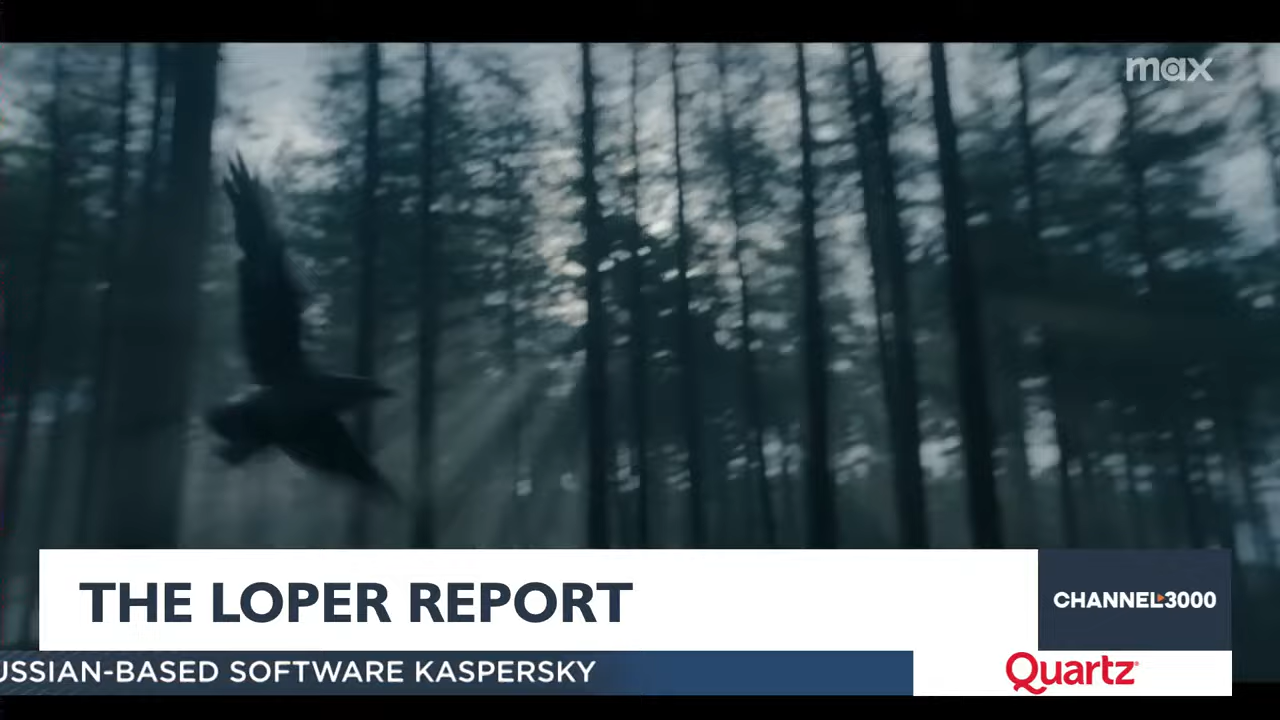 max
THE LOPER REPORT
CHANNEL3000
USSIAN-BASED SOFTWARE KASPERSKY
Quartz